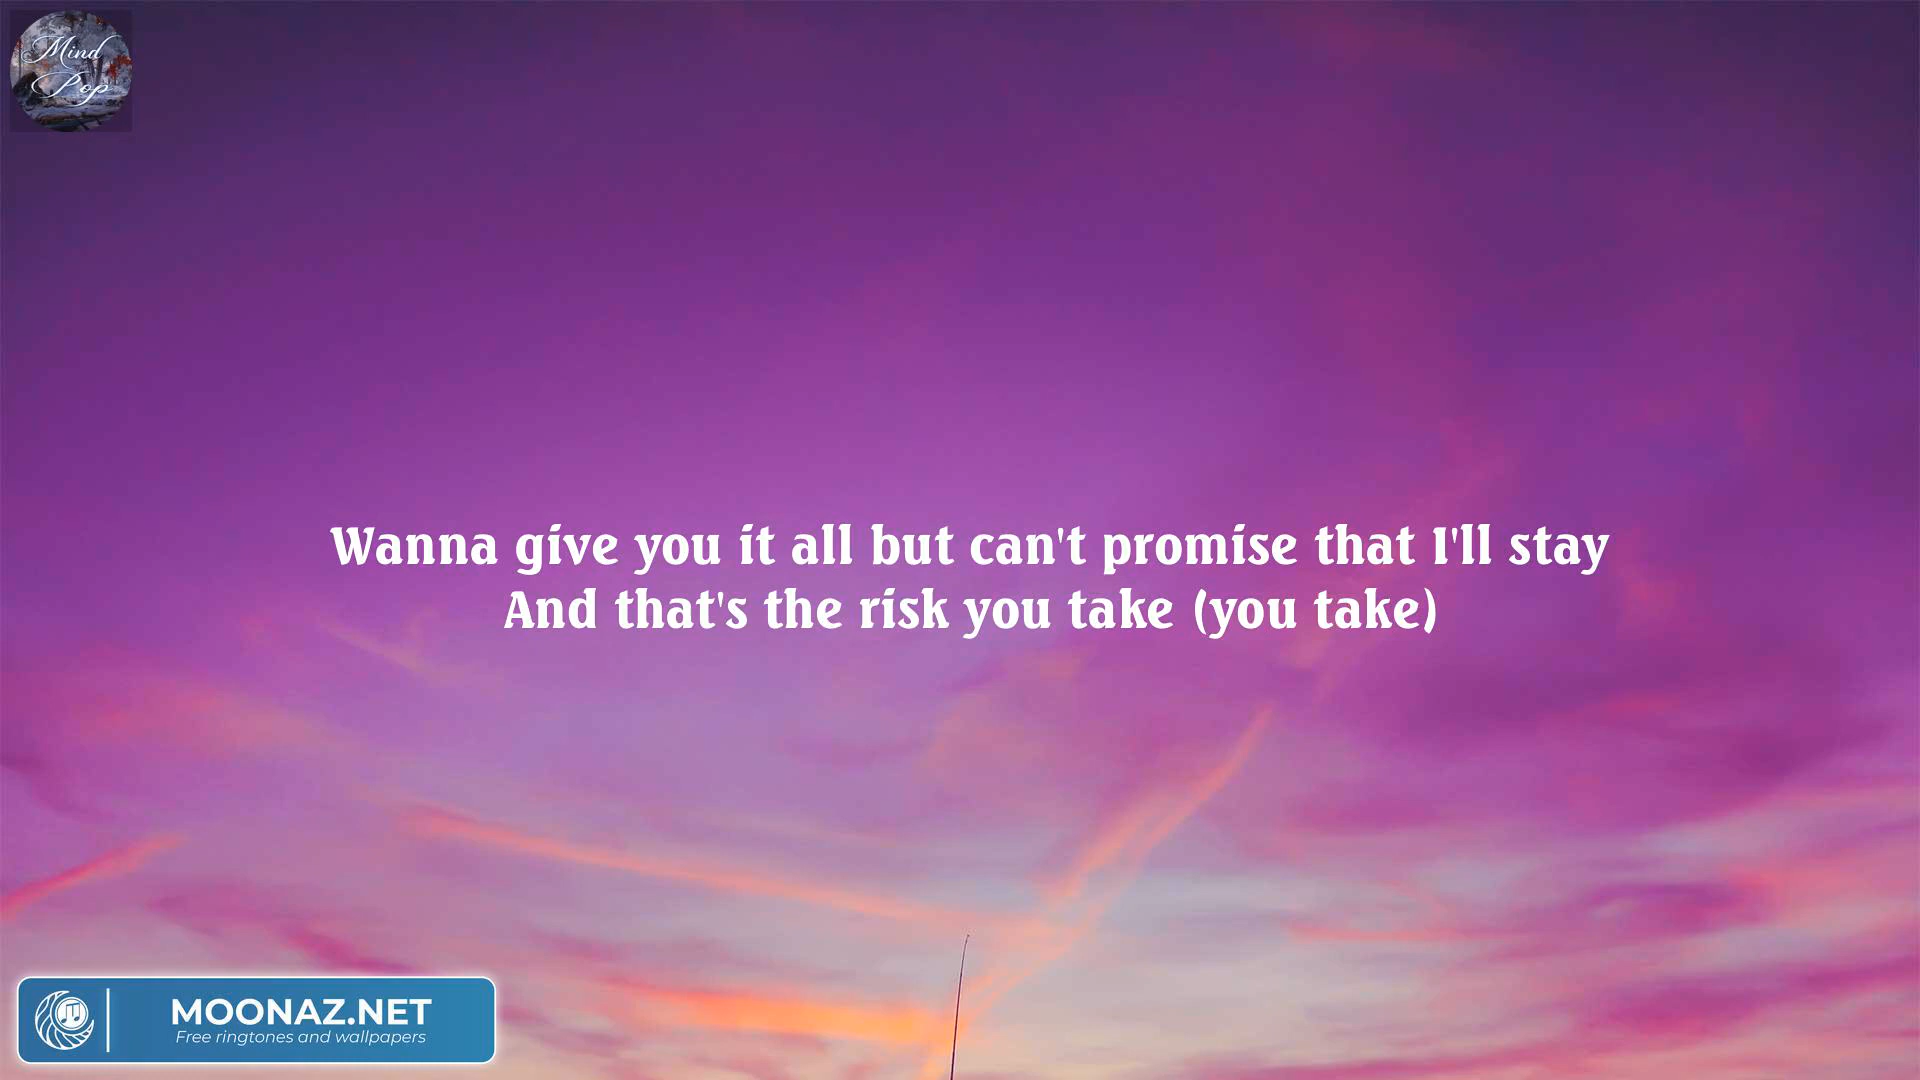 Mind
Pop
Wanna give you it all but can't promise that I'll stay
And that's the risk you take (you take)
MOONAZ.NET
Free ringtones and wallpapers